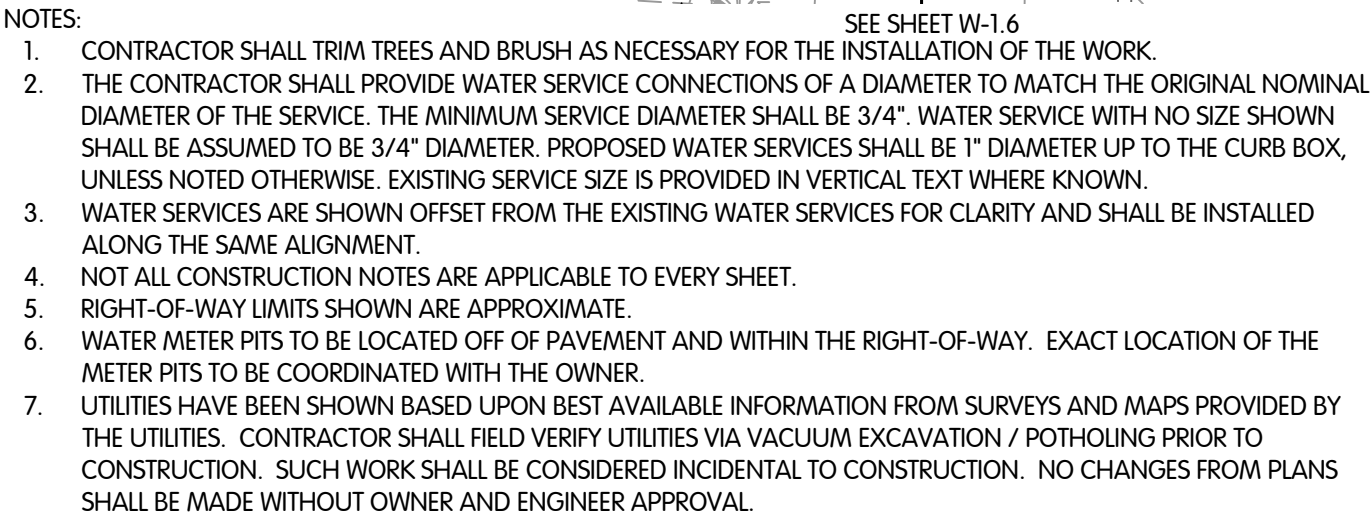 SEE SHEET W-1.6
NOTES:
1. CONTRACTOR SHALL TRIM TREES AND BRUSH AS NECESSARY FOR THE INSTALLATION OF THE WORK.
2. THE CONTRACTOR SHALL PROVIDE WATER SERVICE CONNECTIONS OF A DIAMETER TO MATCH THE ORIGINAL NOMINAL
DIAMETER OF THE SERVICE. THE MINIMUM SERVICE DIAMETER SHALL BE 3/4". WATER SERVICE WITH NO SIZE SHOWN
SHALL BE ASSUMED TO BE 3/4" DIAMETER. PROPOSED WATER SERVICES SHALL BE 1" DIAMETER UP TO THE CURB BOX,
UNLESS NOTED OTHERWISE. EXISTING SERVICE SIZE IS PROVIDED IN VERTICAL TEXT WHERE KNOWN.
3. WATER SERVICES ARE SHOWN OFFSET FROM THE EXISTING WATER SERVICES FOR CLARITY AND SHALL BE INSTALLED
ALONG THE SAME ALIGNMENT.
4. NOT ALL CONSTRUCTION NOTES ARE APPLICABLE TO EVERY SHEET.
5. RIGHT-OF-WAY LIMITS SHOWN ARE APPROXIMATE.
6. WATER METER PITS TO BE LOCATED OFF OF PAVEMENT AND WITHIN THE RIGHT-OF-WAY. EXACT LOCATION OF THE
METER PITS TO BE COORDINATED WITH THE OWNER.
7. UTILITIES HAVE BEEN SHOWN BASED UPON BEST AVAILABLE INFORMATION FROM SURVEYS AND MAPS PROVIDED BY
THE UTILITIES. CONTRACTOR SHALL FIELD VERIFY UTILITIES VIA VACUUM EXCAVATION / POTHOLING PRIOR TO
CONSTRUCTION. SUCH WORK SHALL BE CONSIDERED INCIDENTAL TO CONSTRUCTION. NO CHANGES FROM PLANS
SHALL BE MADE WITHOUT OWNER AND ENGINEER APPROVAL.